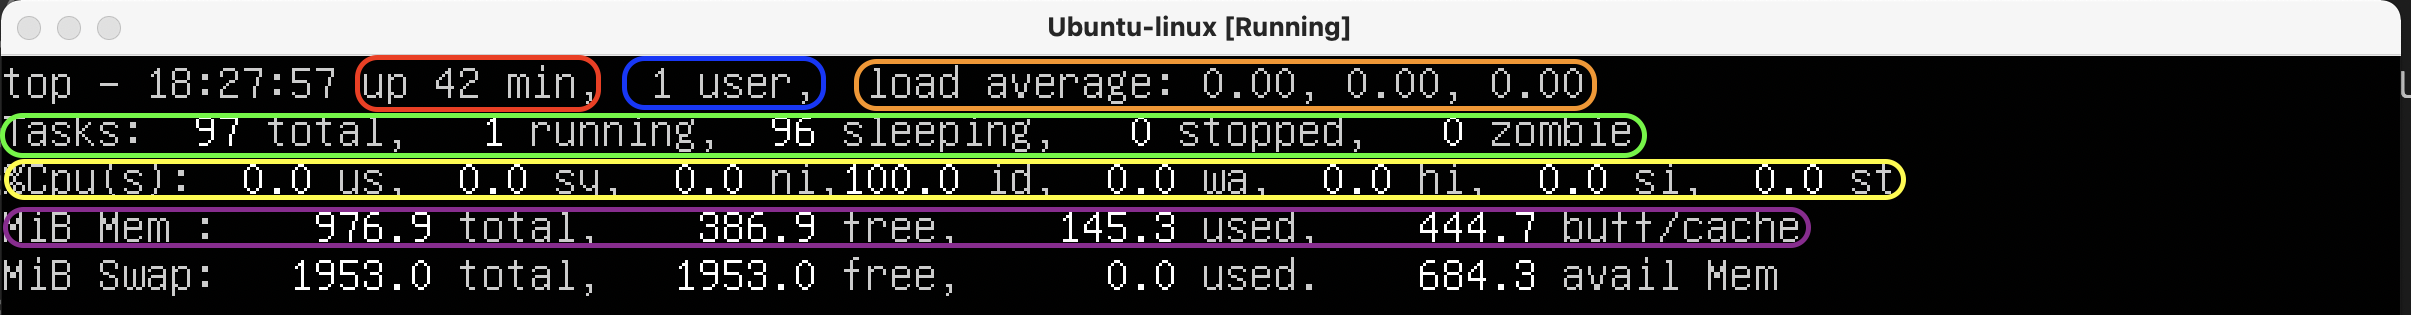 Ubuntu-linux [Running]
top - 18:27:57 up 42 min, 1 user, load average: 0.00, 0.00, 0.00
Tasks: 97 total, 1 running, 96 sleeping, 0 stopped, 0 zombie
%Cpu(s): 0.0 us, 0.0 sy, 0.0 ni,100.0 id, 0.0 wa, 0.0 hi, 0.0 si, 0.0 st
MiB Mem : 976.9 total, 386.9 free, 145.3 used, 444.7 buff/cache
MiB Swap: 1953.0 total, 1953.0 free, 0.0 used. 684.3 avail Mem